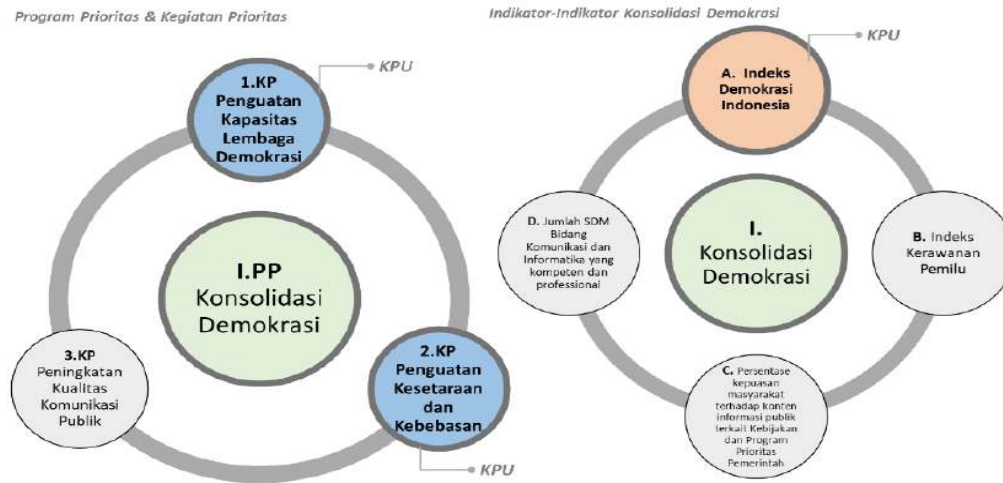 Program Prioritas & Kegiatan Prioritas
KPU
1.KP
Penguatan
Kapasitas
Lembaga
Demokrasi
I.PP
Konsolidasi
Demokrasi
3.KP
Peningkatan
Kualitas
Komunikasi
Publik
2.KP
Penguatan
Kesetaraan
dan
Kebebasan
KPU
Indikator-Indikator Konsolidasi Demokrasi
KPU
A. Indeks
Demokrasi
Indonesia
D. Jumlah SDM
Bidang
Komunikasi dan
Informatika yang
kompeten dan
professional
I.
Konsolidasi
Demokrasi
B. Indeks
Kerawanan
Pemilu
C. Persentase
kepuasan
masyarakat
terhadap konten
informasi publik
terkait Kebijakan
dan Program
Prioritas
Pemerintah